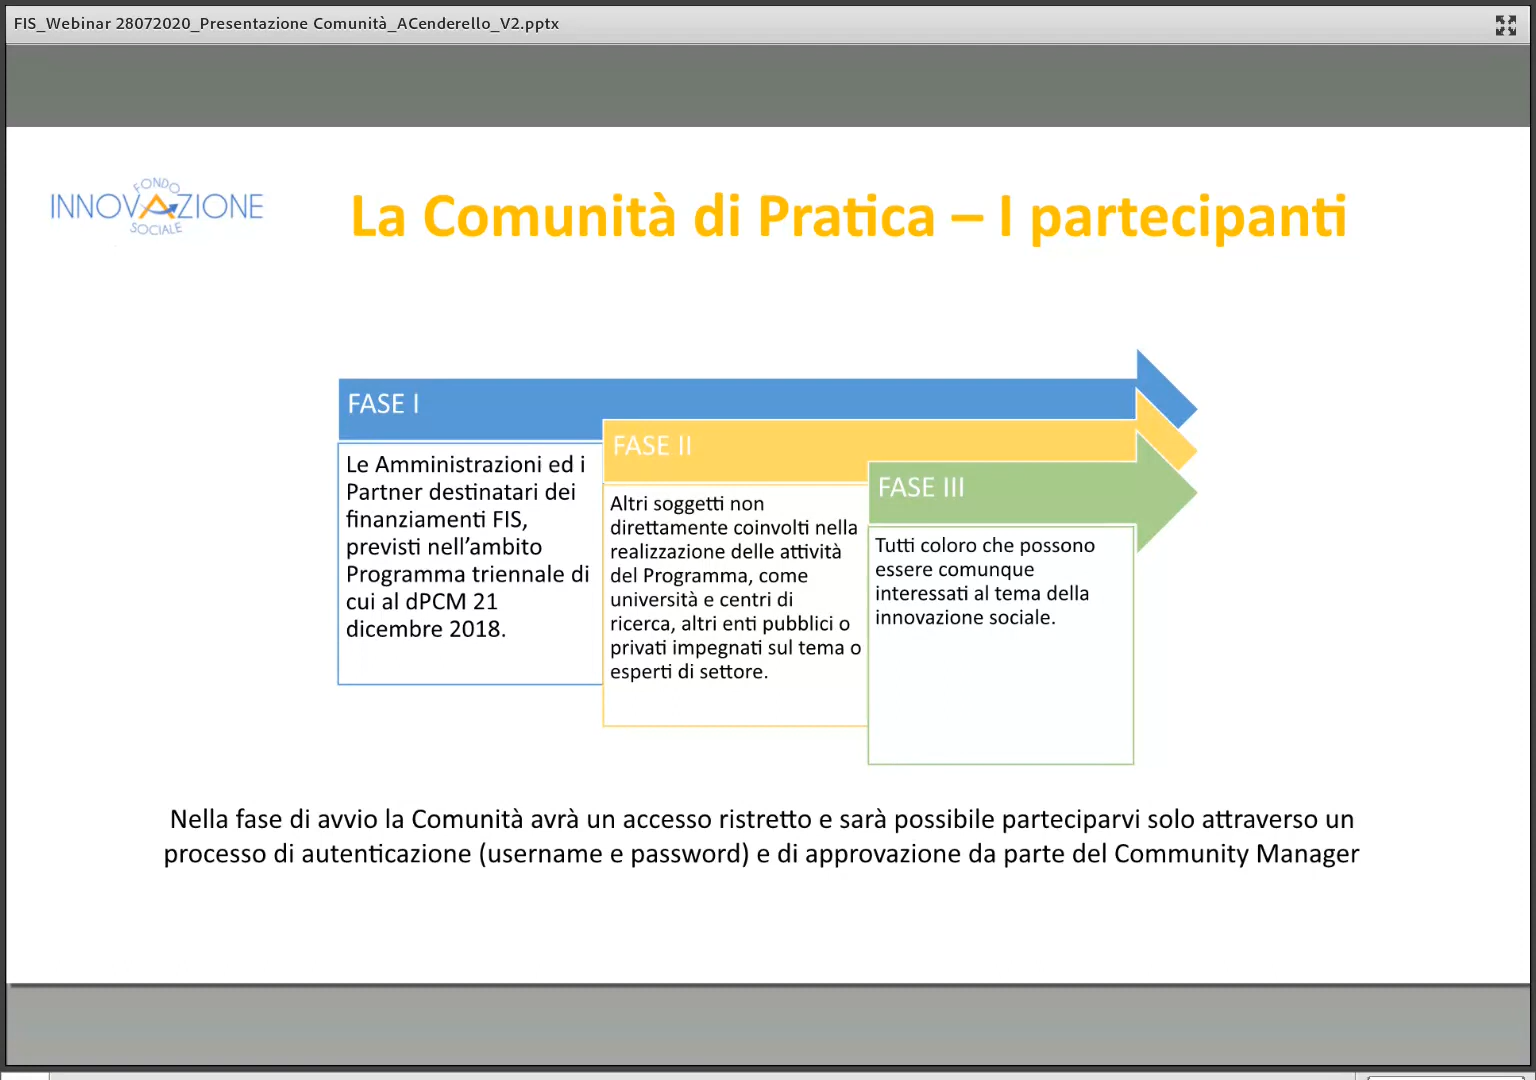 FIS_Webinar 28072020_Presentazione Comunità_ACenderello_V2.pptx
FONDO
INNOVAZIONE
SOCIALE
La Comunità di Pratica – I partecipanti
FASE I
Le Amministrazioni ed i
Partner destinatari dei
finanziamenti FIS,
previsti nell’ambito
Programma triennale di
cui al dPCM 21
dicembre 2018.
FASE II
Altri soggetti non
direttamente coinvolti nella
realizzazione delle attività
del Programma, come
università e centri di
ricerca, altri enti pubblici o
privati impegnati sul tema o
esperti di settore.
FASE III
Tutti coloro che possono
essere comunque
interessati al tema della
innovazione sociale.
Nella fase di avvio la Comunità avrà un accesso ristretto e sarà possibile parteciparvi solo attraverso un
processo di autenticazione (username e password) e di approvazione da parte del Community Manager